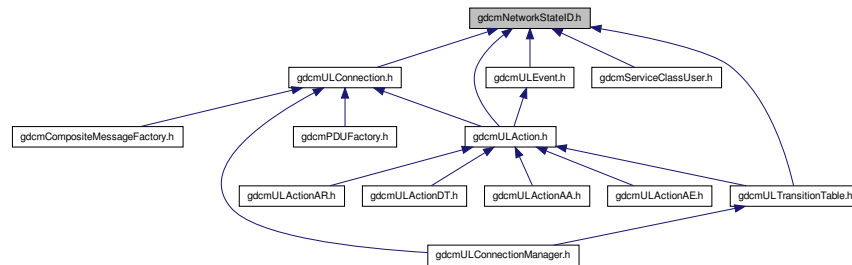 gdcmNetworkStateID.h
gdcmULConnection.h
gdcmULEvent.h
gdcmServiceClassUser.h
gdcmCompositeMessageFactory.h
gdcmPDUFactory.h
gdcmULAction.h
gdcmULActionAR.h
gdcmULActionDT.h
gdcmULActionAA.h
gdcmULActionAE.h
gdcmULTransitionTable.h
gdcmULConnectionManager.h